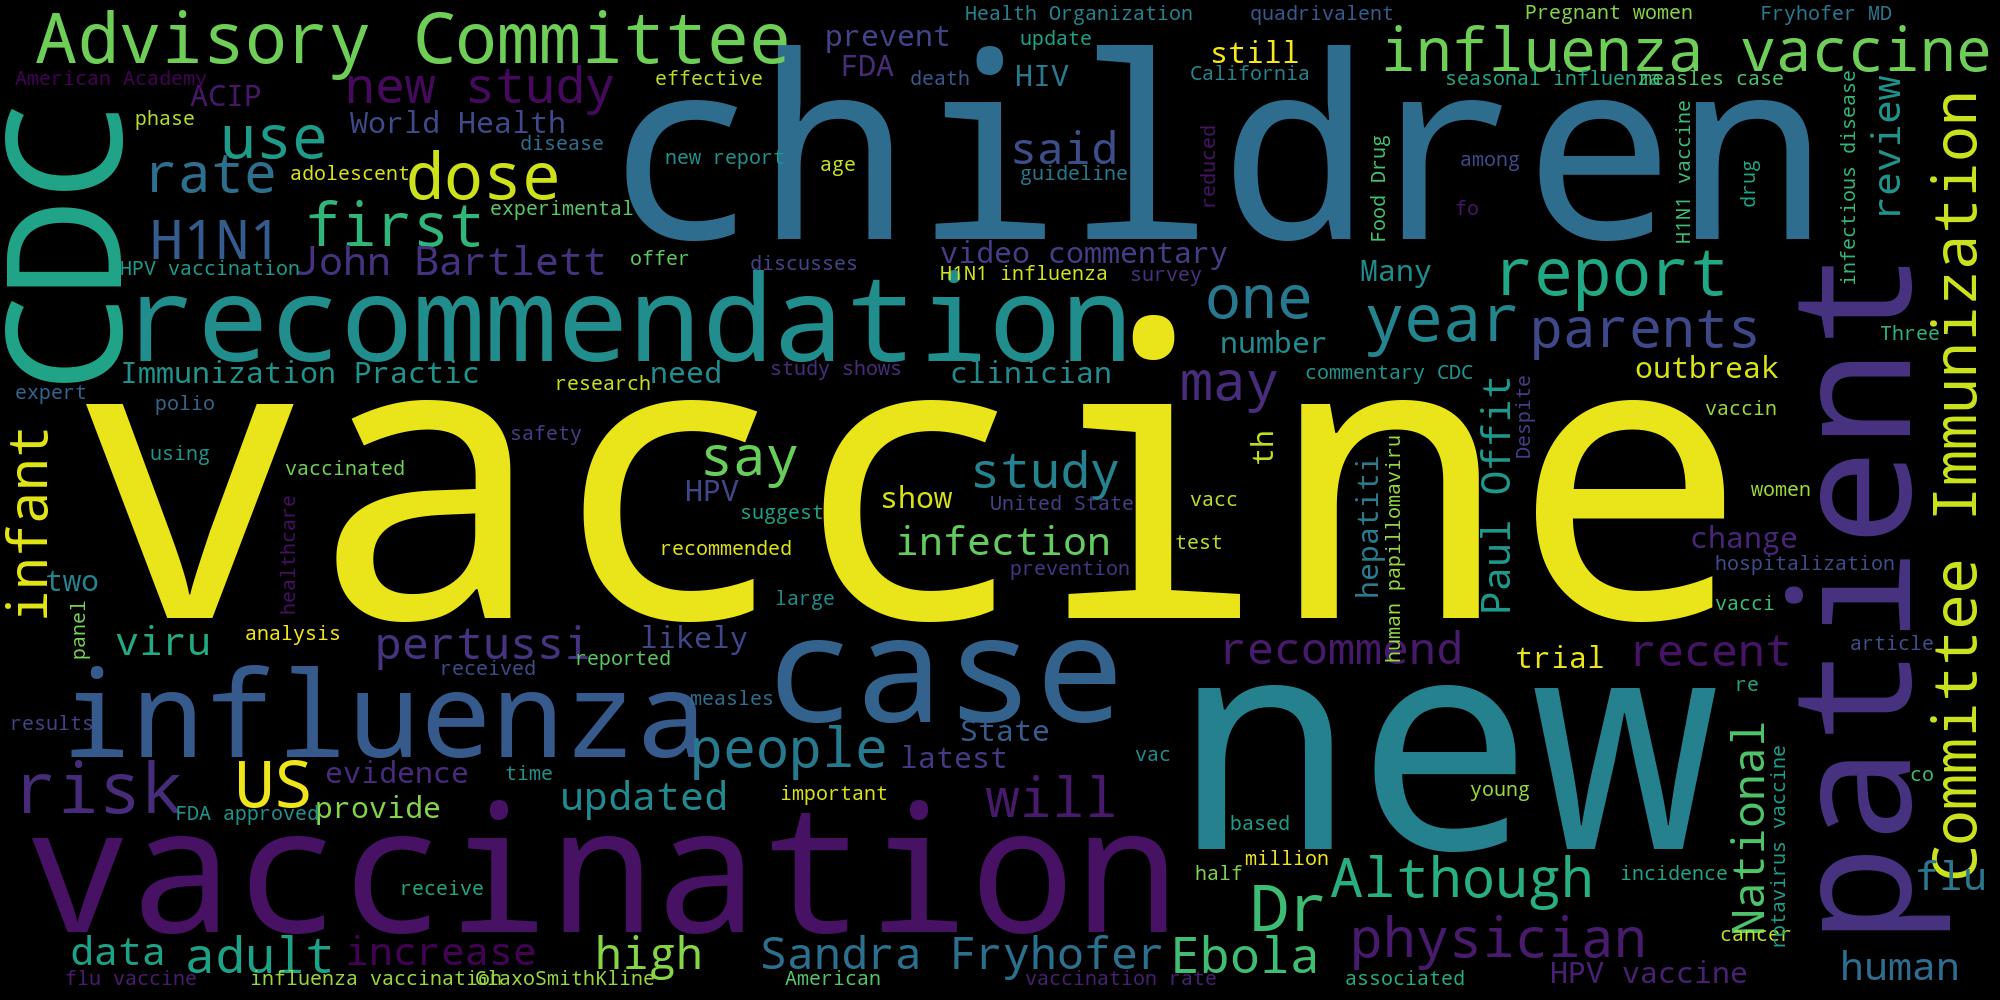 Health Organization
quadrivalent
Pregnant women
Fryhofer MD
Advisory Committee
prevent
update
still
influenza vaccine
FDA
death
HIV
California
seasonal influenza
measles case
American Academy
ACIP
new study
effective
children
infectious disease
review
Committee Immunization
CDC
phase
use
World Health
disease
said
rate
adolescent
dose
new report
age
guideline
reduced
Food Drug
among
H1N1 vaccine
drug
H1N1
first
experimental
fo
HPV vaccination
John Bartlett
offer
discusses
video commentary
H1N1 influenza
survey
Many
report
patient
recommendation
one
number
year
parents
Three
Immunization Practic
research
need
study shows
clinician
may
commentary CDC
outbreak
expert
polio
Paul Offit
Despite
vaccin
vaccine
infant
using
vaccinated
safety
say
study
th
HPV
show
United State
vacc
hepatiti
human papillomaviru
women
healthcare
suggest
recommended
infection
test
change
prevention
hospitalization
two
large
vacci
panel
viru
analysis
pertussi
likely
received
reported
case
recommend
trial
recent
article
influenza
measles
new
re
results
people
State
latest
vac
National
rotavirus vaccine
risk
US
evidence
time
co
FDA approved
provide
updated
important
will
young
vaccination
based
million
half
Although
incidence
flu
receive
Dr
physician
cancer
data
adult
increase
high
Sandra Fryhofer
Ebola
human
flu vaccine
influenza vaccination
GlaxoSmithKline
American
vaccination rate
associated
HPV vaccine